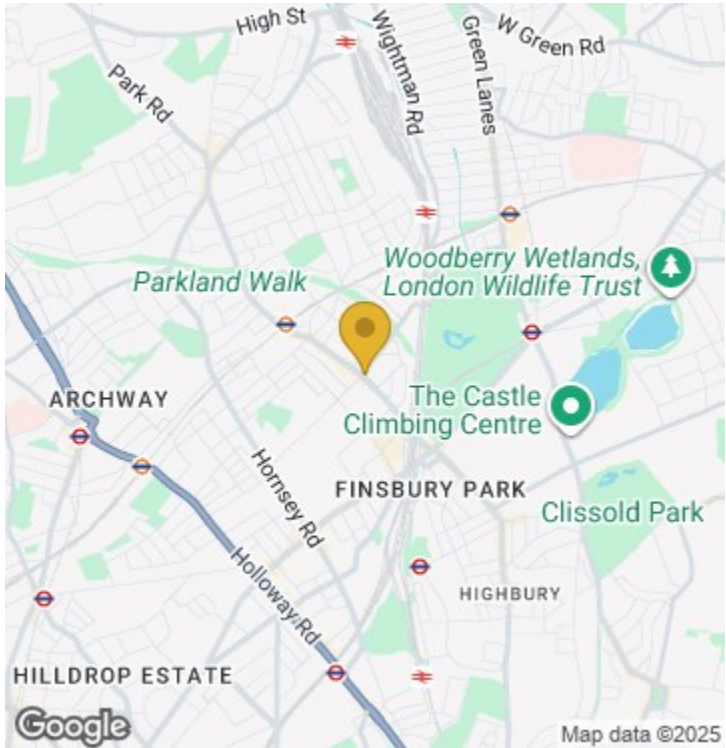 High St
Wightman Rd
Green Lanes
W Green Rd
Park Rd
Parkland Walk
Woodberry Wetlands,
London Wildlife Trust
ARCHWAY
The Castle
Climbing Centre
Hornsey Rd
FINSBURY PARK
Clissold Park
Holloway Rd
HIGHBURY
HILLDROP ESTATE
Google
Map data ©2025